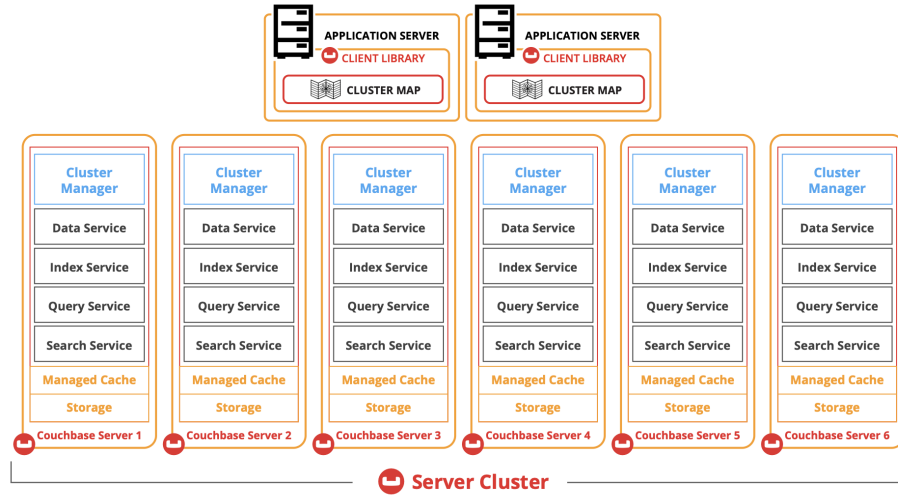 APPLICATION SERVER
CLIENT LIBRARY
CLUSTER MAP
APPLICATION SERVER
CLIENT LIBRARY
CLUSTER MAP
Cluster
Manager
Data Service
Index Service
Query Service
Search Service
Managed Cache
Storage
Couchbase Server 1
Cluster
Manager
Data Service
Index Service
Query Service
Search Service
Managed Cache
Storage
Couchbase Server 2
Cluster
Manager
Data Service
Index Service
Query Service
Search Service
Managed Cache
Storage
Couchbase Server 3
Cluster
Manager
Data Service
Index Service
Query Service
Search Service
Managed Cache
Storage
Couchbase Server 4
Cluster
Manager
Data Service
Index Service
Query Service
Search Service
Managed Cache
Storage
Couchbase Server 5
Cluster
Manager
Data Service
Index Service
Query Service
Search Service
Managed Cache
Storage
Couchbase Server 6
Server Cluster